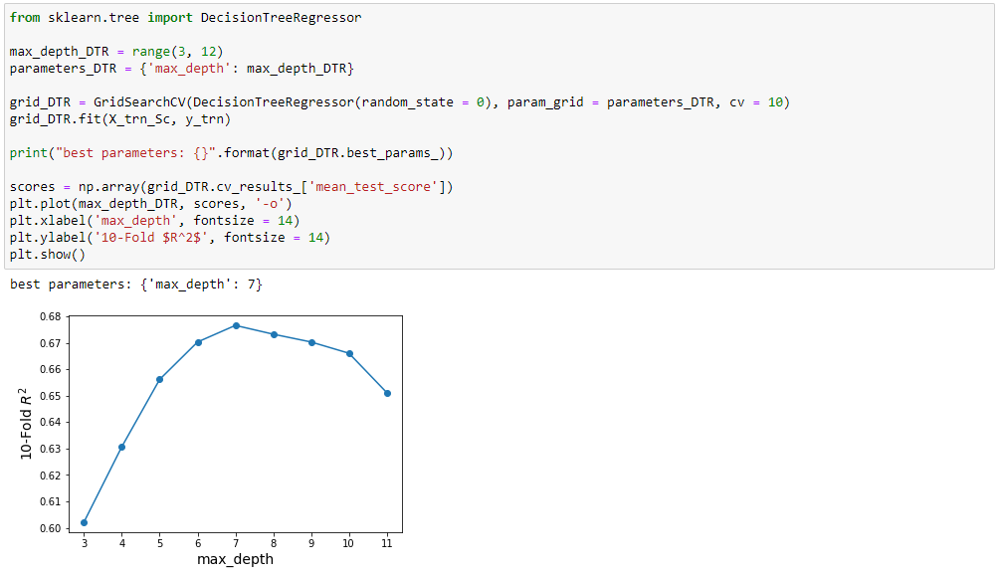 from sklearn.tree import DecisionTreeRegressor
max_depth_DTR = range(3, 12)
parameters_DTR = {'max_depth': max_depth_DTR}
grid_DTR = GridSearchCV(DecisionTreeRegressor(random_state = 0), param_grid = parameters_DTR, cv = 10)
grid_DTR.fit(X_trn_Sc, y_trn)
print("best parameters: {}".format(grid_DTR.best_params_))
scores = np.array(grid_DTR.cv_results_['mean_test_score'])
plt.plot(max_depth_DTR, scores, '-o')
plt.xlabel('max_depth', fontsize = 14)
plt.ylabel('10-Fold $R^2$', fontsize = 14)
plt.show()
best parameters: {'max_depth': 7}
0.68
0.67
0.66
0.65
0.64
0.63
0.62
0.61
0.60
10-Fold R²
3 4 5 6 7 8 9 10 11
max_depth